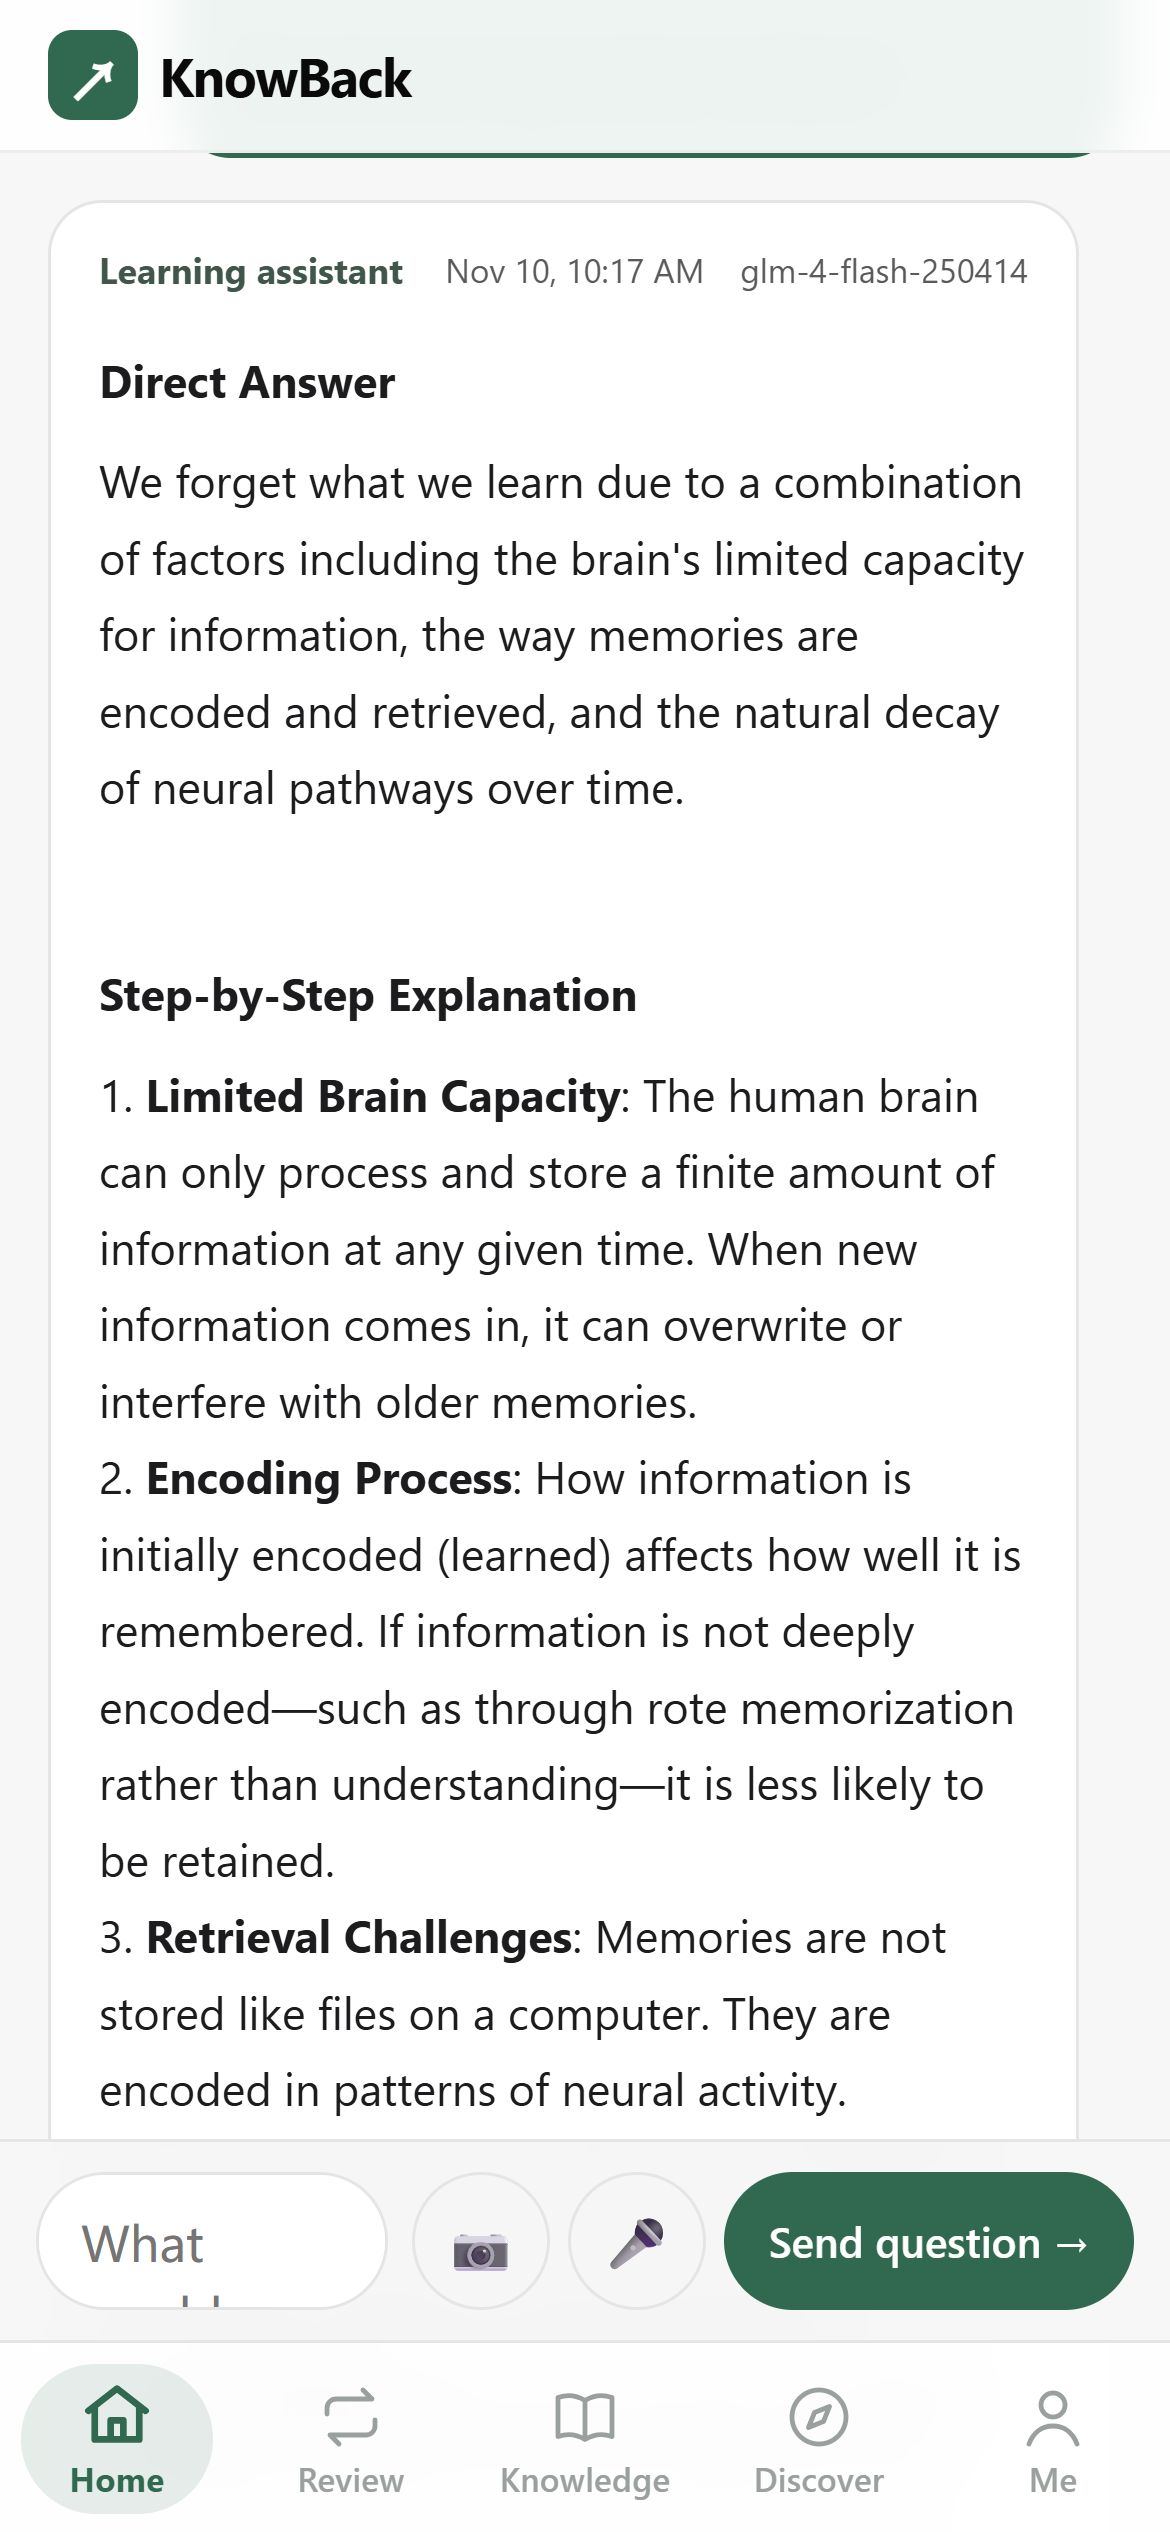 KnowBack
Learning assistant Nov 10, 10:17 AM glm-4-flash-250414
Direct Answer
We forget what we learn due to a combination
of factors including the brain's limited capacity
for information, the way memories are
encoded and retrieved, and the natural decay
of neural pathways over time.
Step-by-Step Explanation
1. Limited Brain Capacity: The human brain
can only process and store a finite amount of
information at any given time. When new
information comes in, it can overwrite or
interfere with older memories.
2. Encoding Process: How information is
initially encoded (learned) affects how well it is
remembered. If information is not deeply
encoded—such as through rote memorization
rather than understanding—it is less likely to
be retained.
3. Retrieval Challenges: Memories are not
stored like files on a computer. They are
encoded in patterns of neural activity.
What
Send question →
Home
Review
Knowledge
Discover
Me